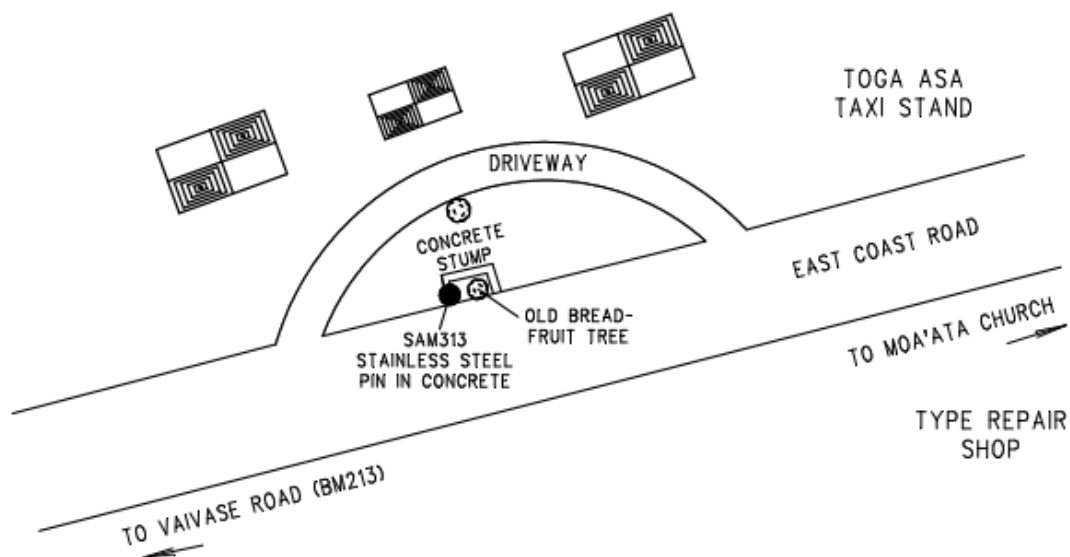 TOGA ASA
TAXI STAND
DRIVEWAY
CONCRETE
STUMP
EAST COAST ROAD
OLD BREAD-
FRUIT TREE
SAM313
STAINLESS STEEL
PIN IN CONCRETE
TO MOA'ATA CHURCH
TYPE REPAIR
SHOP
TO VAIVASE ROAD (BM213)